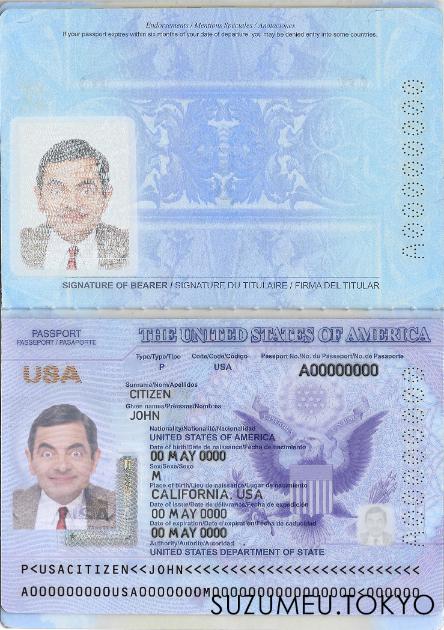 Endorsements / Mentions Spéciales / Anotaciones
If your passport expires within six months of your date of departure, you may be denied entry into some countries.
A00000000
SIGNATURE OF BEARER / SIGNATURE DU TITULAIRE / FIRMA DEL TITULAR
PASSPORT
PASSEPORT / PASAPORTE
THE UNITED STATES OF AMERICA
Type/Type/Tipo Code/Code/Código Passport No./No. du Passeport/No. de Pasaporte
P USA A00000000
USA
Surname/Nom/Apellidos
CITIZEN
Given names/Prénoms/Nombres
JOHN
Nationality/Nationalité/Nacionalidad
UNITED STATES OF AMERICA
Date of birth/Date de naissance/Fecha de nacimiento
00 MAY 0000
Sex/Sexe/Sexo
M
Place of birth/Lieu de naissance/Lugar de nacimiento
CALIFORNIA, USA
Date of issue/Date de délivrance/Fecha de expedición
00 MAY 0000
Date of expiration/Date d'expiration/Fecha de caducidad
00 MAY 0000
Authority/Autorité/Autoridad
UNITED STATES DEPARTMENT OF STATE
USA
A00000000
P<USACITIZEN<<JOHN<<<<<<<<<<<<<<<<<<<<<<<<<<
SUZUMEU.TOKYO